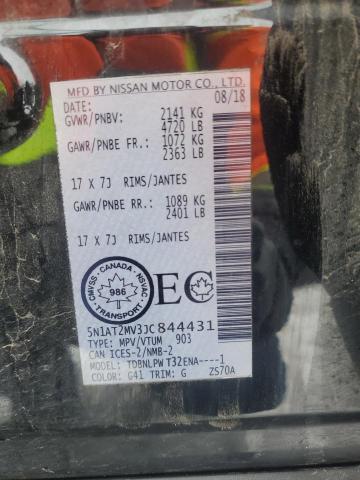 MFD BY NISSAN MOTOR CO., LTD.
DATE: 08/18
GVWR/PNBV: 2141 KG
4720 LB
GAWR/PNBE FR.: 1072 KG
2363 LB
17 X 7J RIMS/JANTES
GAWR/PNBE RR.: 1089 KG
2401 LB
17 X 7J RIMS/JANTES
CMVSS • CANADA • NSVAC
986
TRANSPORT
EC
5N1AT2MV3JC844431
TYPE: MPV/VTUM 903
CAN ICES-2/NMB-2
MODEL: TDBNLPWT32ENA----1
COLOR: G41 TRIM: G ZS70A